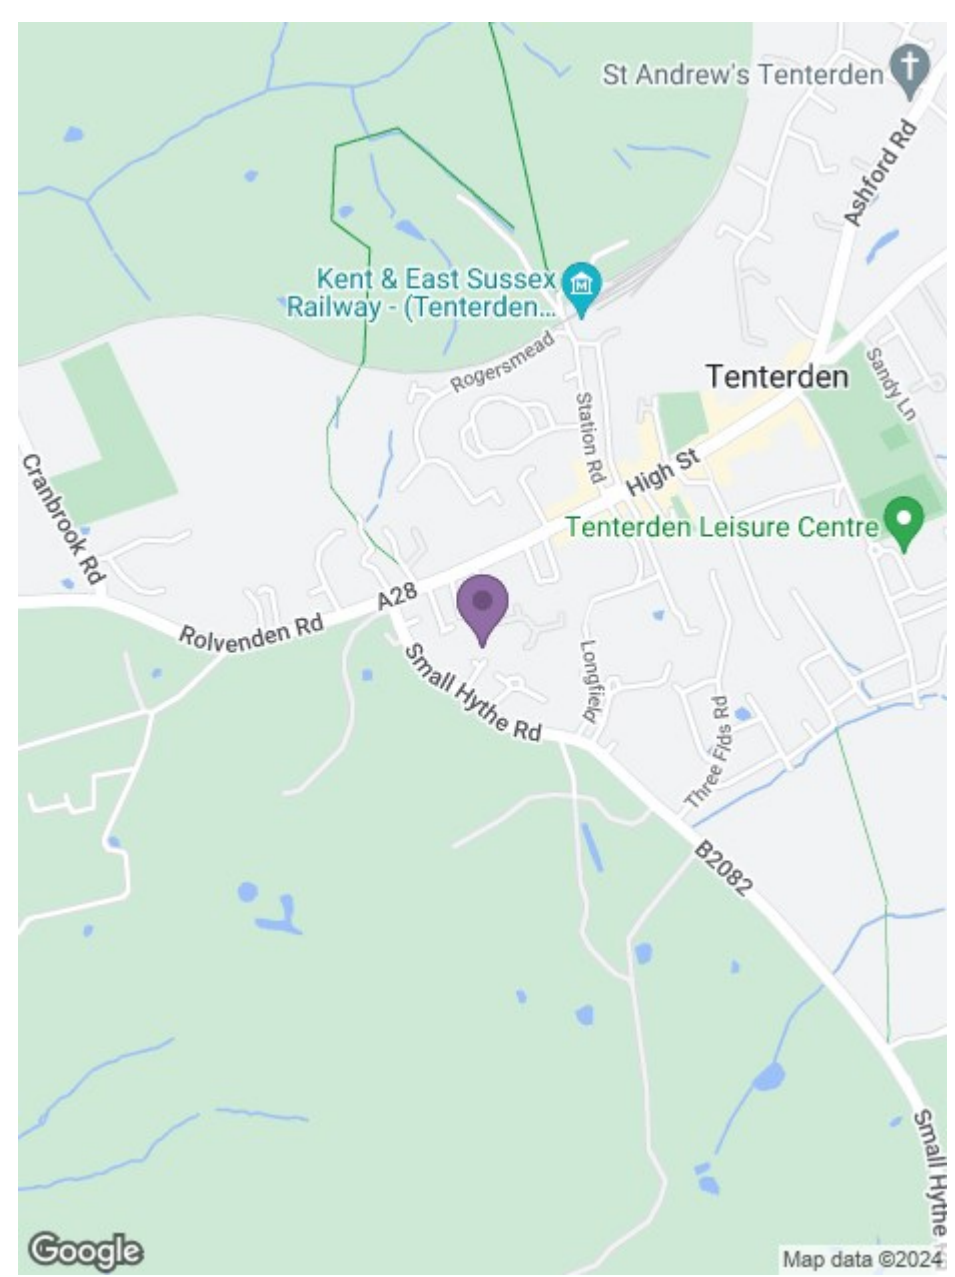 St Andrew's Tenterden
Ashford Rd
Kent & East Sussex
Railway - (Tenterden...
Rogersmead
Sandy Ln
Tenterden
Station Rd
High St
Cranbrook Rd
Tenterden Leisure Centre
A28
Rolvenden Rd
Small Hythe Rd
Longfield
Three Flds Rd
B2082
Small Hythe Rd
Google
Map data ©2024